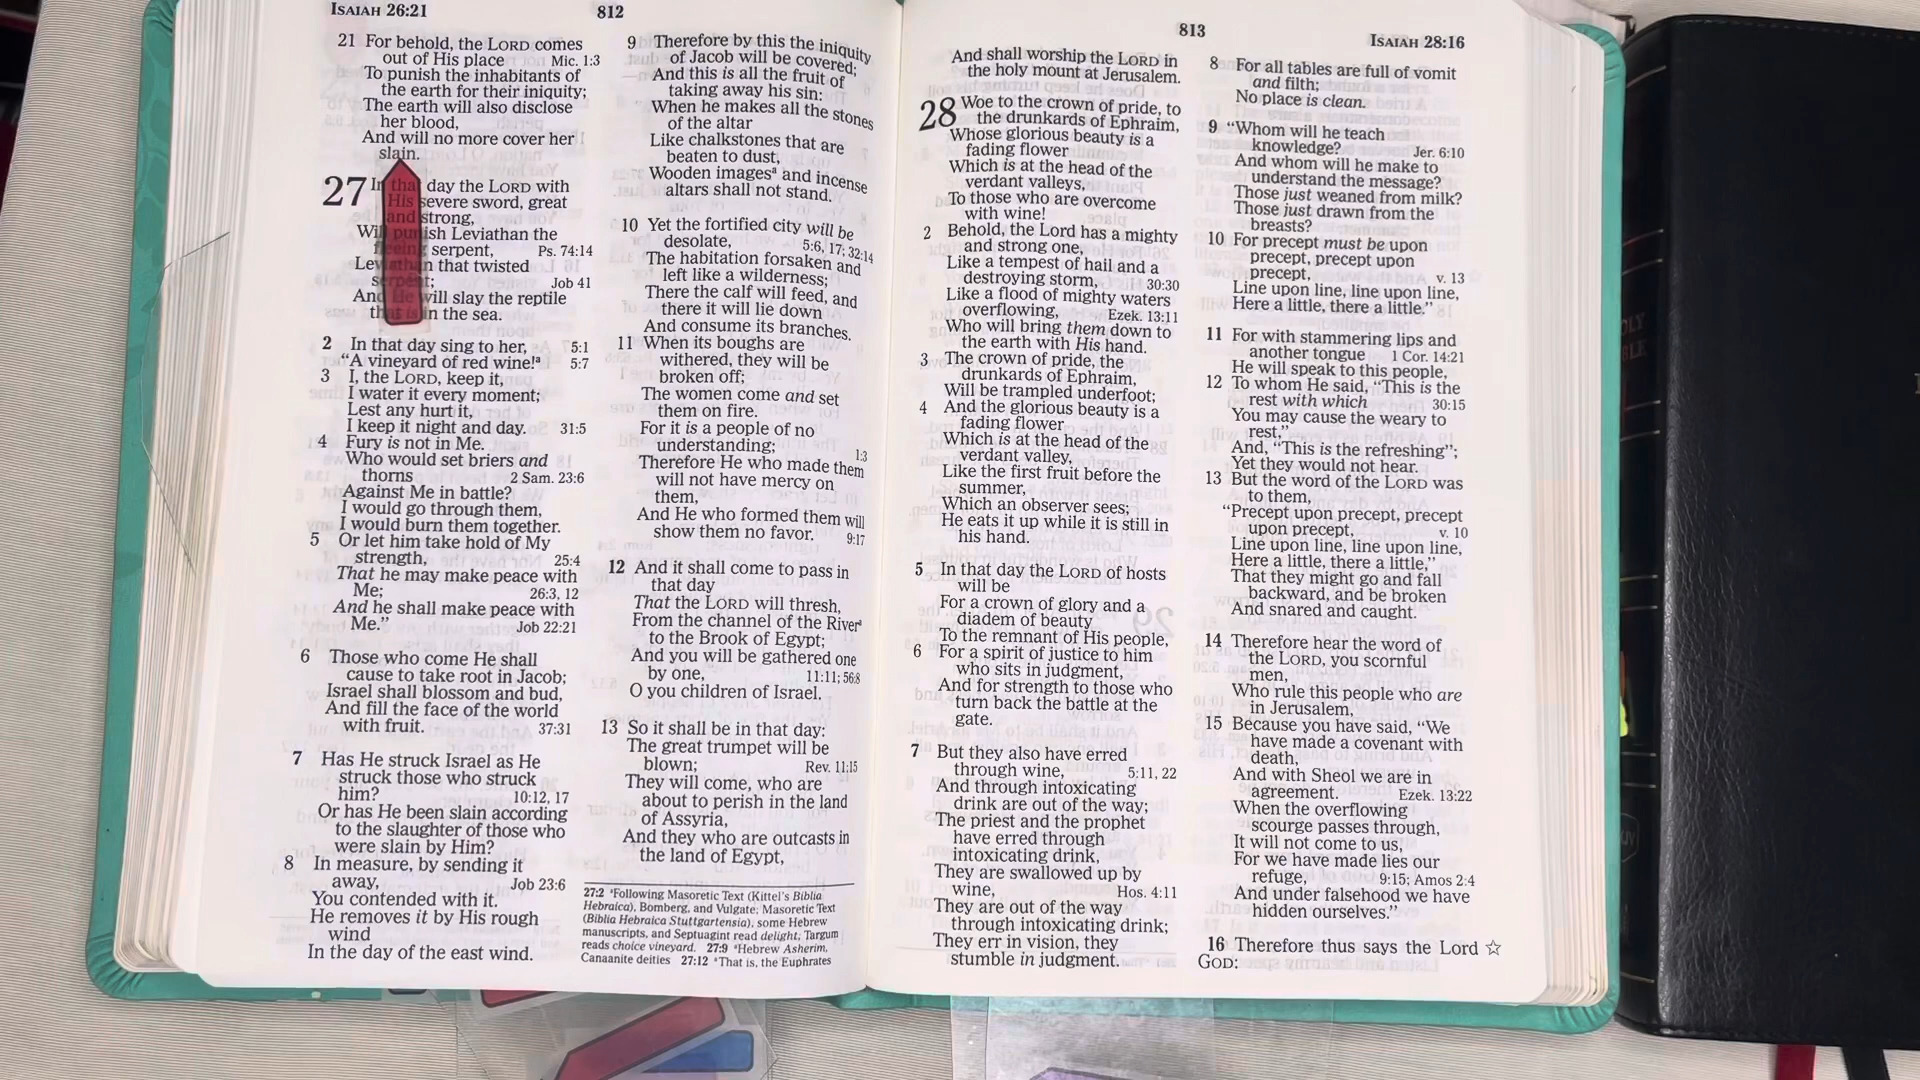 ISAIAH 26:21
812
21 For behold, the LORD comes
out of His place Mic. 1:3
To punish the inhabitants of
the earth for their iniquity;
The earth will also disclose
her blood,
And will no more cover her
slain.
27 In that day the LORD with
His severe sword, great
and strong,
Will punish Leviathan the
fleeing serpent, Ps. 74:14
Leviathan that twisted
serpent; Job 41
And He will slay the reptile
that is in the sea.
2 In that day sing to her, 5:1
“A vineyard of red wine!ª 5:7
3 I, the LORD, keep it,
I water it every moment;
Lest any hurt it,
I keep it night and day. 31:5
4 Fury is not in Me.
Who would set briers and
thorns 2 Sam. 23:6
Against Me in battle?
I would go through them,
I would burn them together.
5 Or let him take hold of My
strength, 25:4
That he may make peace with
Me; 26:3, 12
And he shall make peace with
Me.” Job 22:21
6 Those who come He shall
cause to take root in Jacob;
Israel shall blossom and bud,
And fill the face of the world
with fruit. 37:31
7 Has He struck Israel as He
struck those who struck
him? 10:12, 17
Or has He been slain according
to the slaughter of those who
were slain by Him?
8 In measure, by sending it
away, Job 23:6
You contended with it.
He removes it by His rough
wind
In the day of the east wind.
9 Therefore by this the iniquity
of Jacob will be covered;
And this is all the fruit of
taking away his sin:
When he makes all the stones
of the altar
Like chalkstones that are
beaten to dust,
Wooden imagesª and incense
altars shall not stand.
10 Yet the fortified city will be
desolate, 5:6, 17; 32:14
The habitation forsaken and
left like a wilderness;
There the calf will feed, and
there it will lie down
And consume its branches.
11 When its boughs are
withered, they will be
broken off;
The women come and set
them on fire.
For it is a people of no
understanding; 1:3
Therefore He who made them
will not have mercy on
them,
And He who formed them will
show them no favor. 9:17
12 And it shall come to pass in
that day
That the LORD will thresh,
From the channel of the Riverª
to the Brook of Egypt;
And you will be gathered one
by one, 11:11; 56:8
O you children of Israel.
13 So it shall be in that day:
The great trumpet will be
blown; Rev. 11:15
They will come, who are
about to perish in the land
of Assyria,
And they who are outcasts in
the land of Egypt,
27:2 ªFollowing Masoretic Text (Kittel's Biblia
Hebraica), Bomberg, and Vulgate; Masoretic Text
(Biblia Hebraica Stuttgartensia), some Hebrew
manuscripts, and Septuagint read delight; Targum
reads choice vineyard. 27:9 ªHebrew Asherim,
Canaanite deities 27:12 ªThat is, the Euphrates
813
ISAIAH 28:16
And shall worship the LORD in
the holy mount at Jerusalem.
28 Woe to the crown of pride, to
the drunkards of Ephraim,
Whose glorious beauty is a
fading flower
Which is at the head of the
verdant valleys,
To those who are overcome
with wine!
2 Behold, the Lord has a mighty
and strong one,
Like a tempest of hail and a
destroying storm, 30:30
Like a flood of mighty waters
overflowing, Ezek. 13:11
Who will bring them down to
the earth with His hand.
3 The crown of pride, the
drunkards of Ephraim,
Will be trampled underfoot;
4 And the glorious beauty is a
fading flower
Which is at the head of the
verdant valley,
Like the first fruit before the
summer,
Which an observer sees;
He eats it up while it is still in
his hand.
5 In that day the LORD of hosts
will be
For a crown of glory and a
diadem of beauty
To the remnant of His people,
6 For a spirit of justice to him
who sits in judgment,
And for strength to those who
turn back the battle at the
gate.
7 But they also have erred
through wine, 5:11, 22
And through intoxicating
drink are out of the way;
The priest and the prophet
have erred through
intoxicating drink,
They are swallowed up by
wine, Hos. 4:11
They are out of the way
through intoxicating drink;
They err in vision, they
stumble in judgment.
8 For all tables are full of vomit
and filth;
No place is clean.
9 “Whom will he teach
knowledge? Jer. 6:10
And whom will he make to
understand the message?
Those just weaned from milk?
Those just drawn from the
breasts?
10 For precept must be upon
precept, precept upon
precept, v. 13
Line upon line, line upon line,
Here a little, there a little.”
11 For with stammering lips and
another tongue 1 Cor. 14:21
He will speak to this people,
12 To whom He said, “This is the
rest with which 30:15
You may cause the weary to
rest,”
And, “This is the refreshing”;
Yet they would not hear.
13 But the word of the LORD was
to them,
“Precept upon precept, precept
upon precept, v. 10
Line upon line, line upon line,
Here a little, there a little,”
That they might go and fall
backward, and be broken
And snared and caught.
14 Therefore hear the word of
the LORD, you scornful
men,
Who rule this people who are
in Jerusalem,
15 Because you have said, “We
have made a covenant with
death,
And with Sheol we are in
agreement. Ezek. 13:22
When the overflowing
scourge passes through,
It will not come to us,
For we have made lies our
refuge, 9:15; Amos 2:4
And under falsehood we have
hidden ourselves.”
16 Therefore thus says the Lord ☆
GOD: